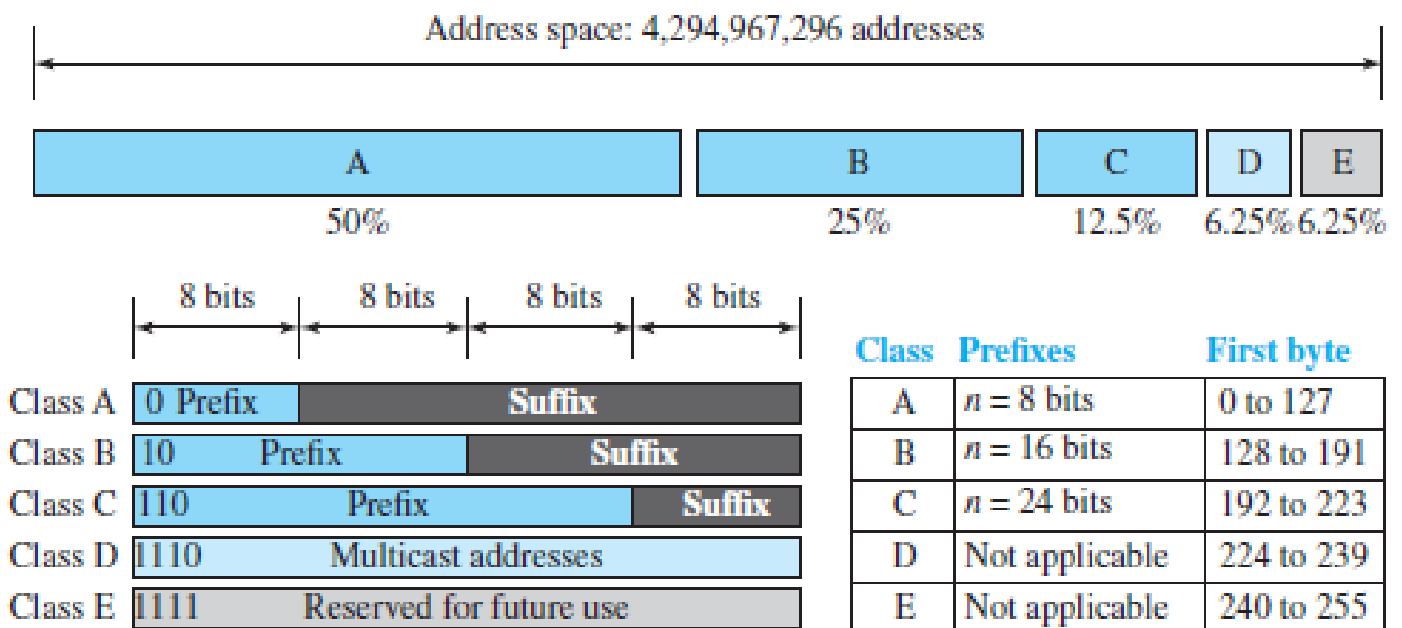 Address space: 4,294,967,296 addresses
A B C D E
50% 25% 12.5% 6.25% 6.25%
8 bits 8 bits 8 bits 8 bits
Class A 0 Prefix Suffix
Class B 10 Prefix Suffix
Class C 110 Prefix Suffix
Class D 1110 Multicast addresses
Class E 1111 Reserved for future use
Class Prefixes First byte
A n = 8 bits 0 to 127
B n = 16 bits 128 to 191
C n = 24 bits 192 to 223
D Not applicable 224 to 239
E Not applicable 240 to 255